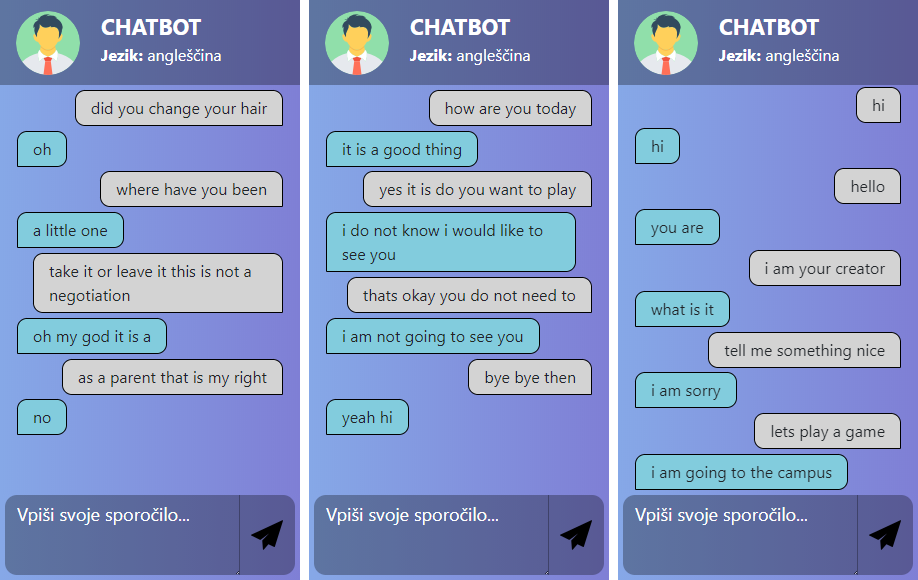 CHATBOT
Jezik: angleščina
did you change your hair
oh
where have you been
a little one
take it or leave it this is not a
negotiation
oh my god it is a
as a parent that is my right
no
Vpiši svoje sporočilo...
CHATBOT
Jezik: angleščina
how are you today
it is a good thing
yes it is do you want to play
i do not know i would like to
see you
thats okay you do not need to
i am not going to see you
bye bye then
yeah hi
Vpiši svoje sporočilo...
CHATBOT
Jezik: angleščina
hi
hi
hello
you are
i am your creator
what is it
tell me something nice
i am sorry
lets play a game
i am going to the campus
Vpiši svoje sporočilo...